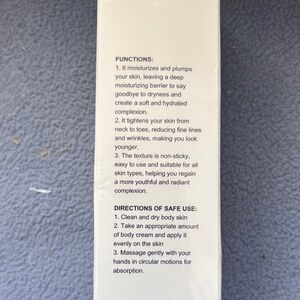 FUNCTIONS:
1. It moisturizes and plumps
your skin, leaving a deep
moisturizing barrier to say
goodbye to dryness and
create a soft and hydrated
complexion.
2. It tightens your skin from
neck to toes, reducing fine lines
and wrinkles, making you look
younger.
3. The texture is non-sticky,
easy to use and suitable for all
skin types, helping you regain
a more youthful and radiant
complexion.
DIRECTIONS OF SAFE USE:
1. Clean and dry body skin
2. Take an appropriate amount
of body cream and apply it
evenly on the skin
3. Massage gently with your
hands in circular motions for
absorption.